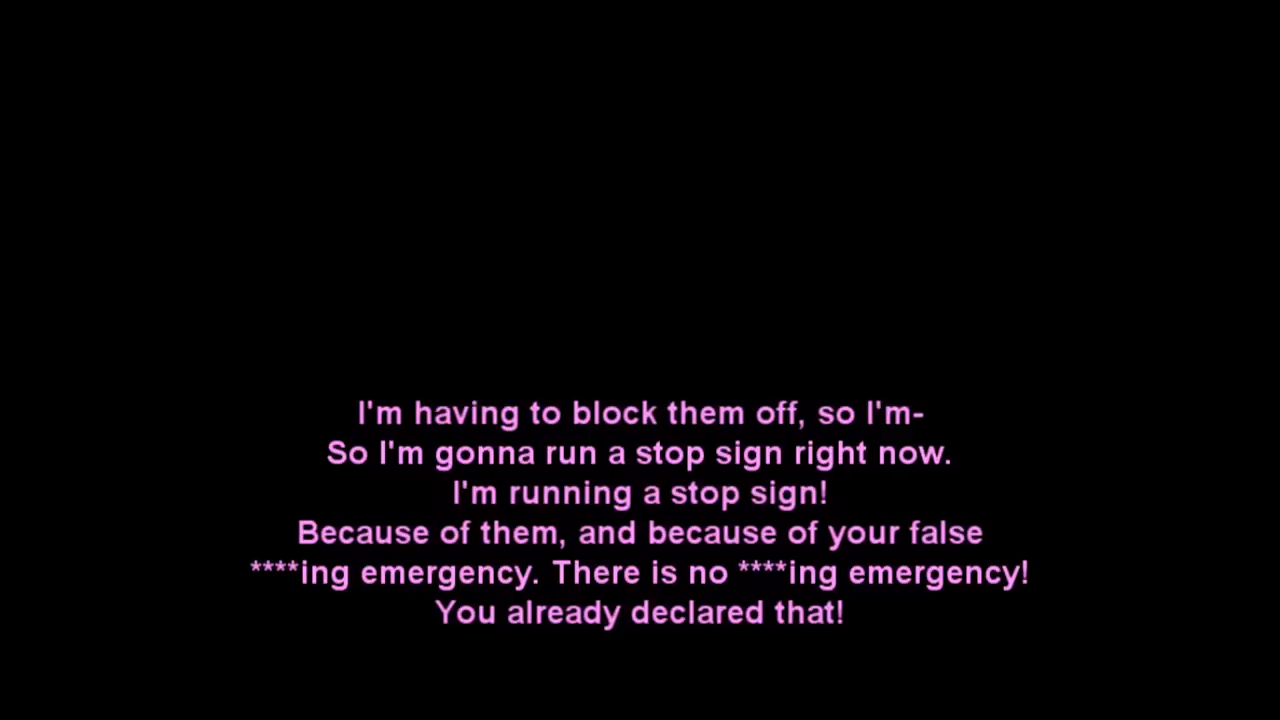 I'm having to block them off, so I'm-
So I'm gonna run a stop sign right now.
I'm running a stop sign!
Because of them, and because of your false
****ing emergency. There is no ****ing emergency!
You already declared that!